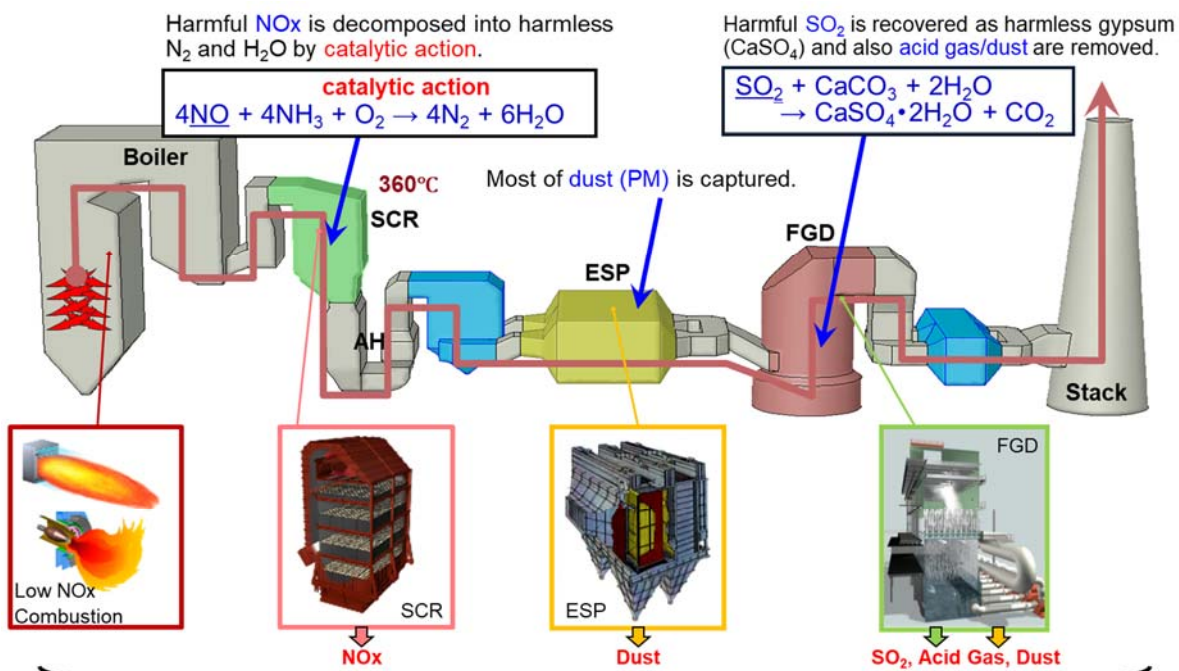 Harmful NOx is decomposed into harmless
N₂ and H₂O by catalytic action.
catalytic action
4NO + 4NH₃ + O₂ → 4N₂ + 6H₂O
Harmful SO₂ is recovered as harmless gypsum
(CaSO₄) and also acid gas/dust are removed.
SO₂ + CaCO₃ + 2H₂O
→ CaSO₄•2H₂O + CO₂
Boiler
360℃
SCR
Most of dust (PM) is captured.
FGD
ESP
AH
Stack
Low NOx
Combustion
SCR
ESP
FGD
NOx
Dust
SO₂, Acid Gas, Dust